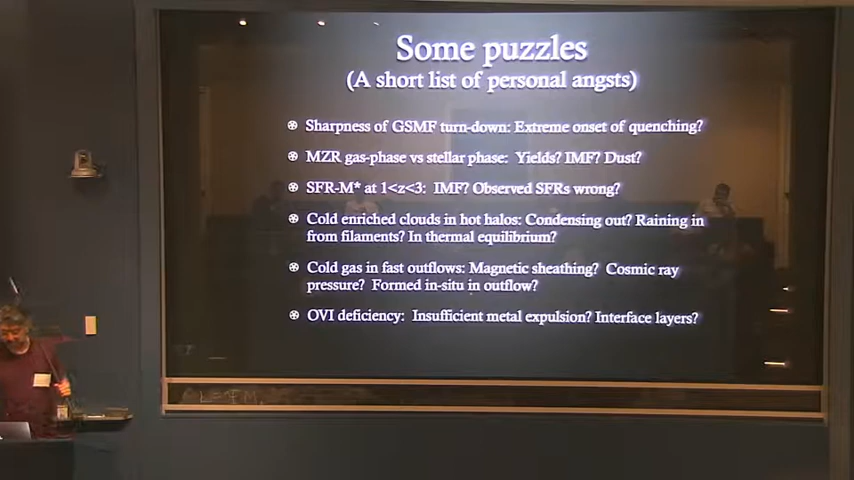 Some puzzles
(A short list of personal angsts)
Sharpness of GSMF turn-down: Extreme onset of quenching?
MZR gas-phase vs stellar phase: Yields? IMF? Dust?
SFR-M* at 1<z<3: IMF? Observed SFRs wrong?
Cold enriched clouds in hot halos: Condensing out? Raining in
from filaments? In thermal equilibrium?
Cold gas in fast outflows: Magnetic sheathing? Cosmic ray
pressure? Formed in-situ in outflow?
OVI deficiency: Insufficient metal expulsion? Interface layers?